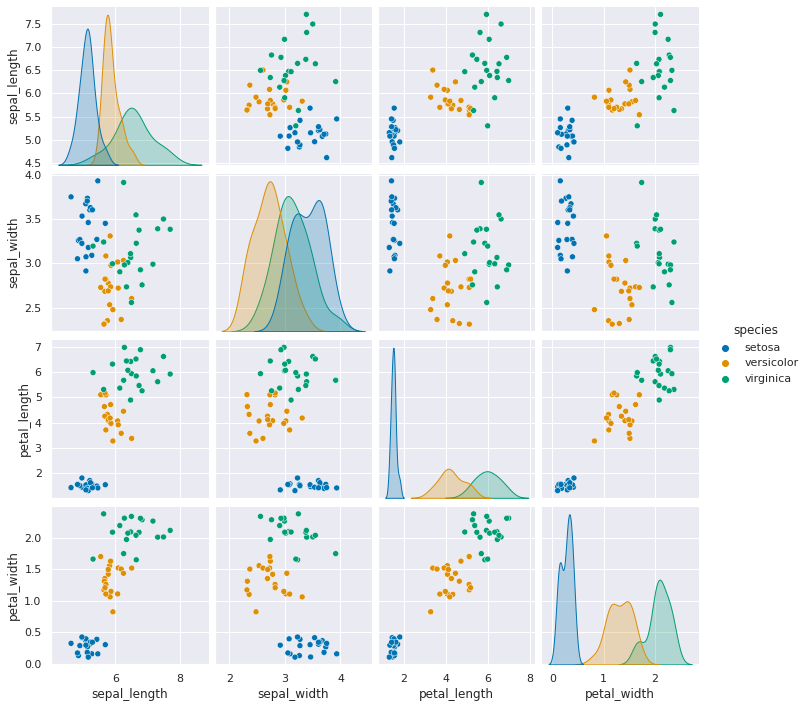 7.5
7.0
6.5
6.0
5.5
5.0
4.5
sepal_length
4.0
3.5
3.0
2.5
sepal_width
species
setosa
versicolor
virginica
7
6
5
4
3
2
petal_length
2.0
1.5
1.0
0.5
0.0
petal_width
6 8
2 3 4
2 4 6 8
0 1 2
sepal_length sepal_width petal_length petal_width